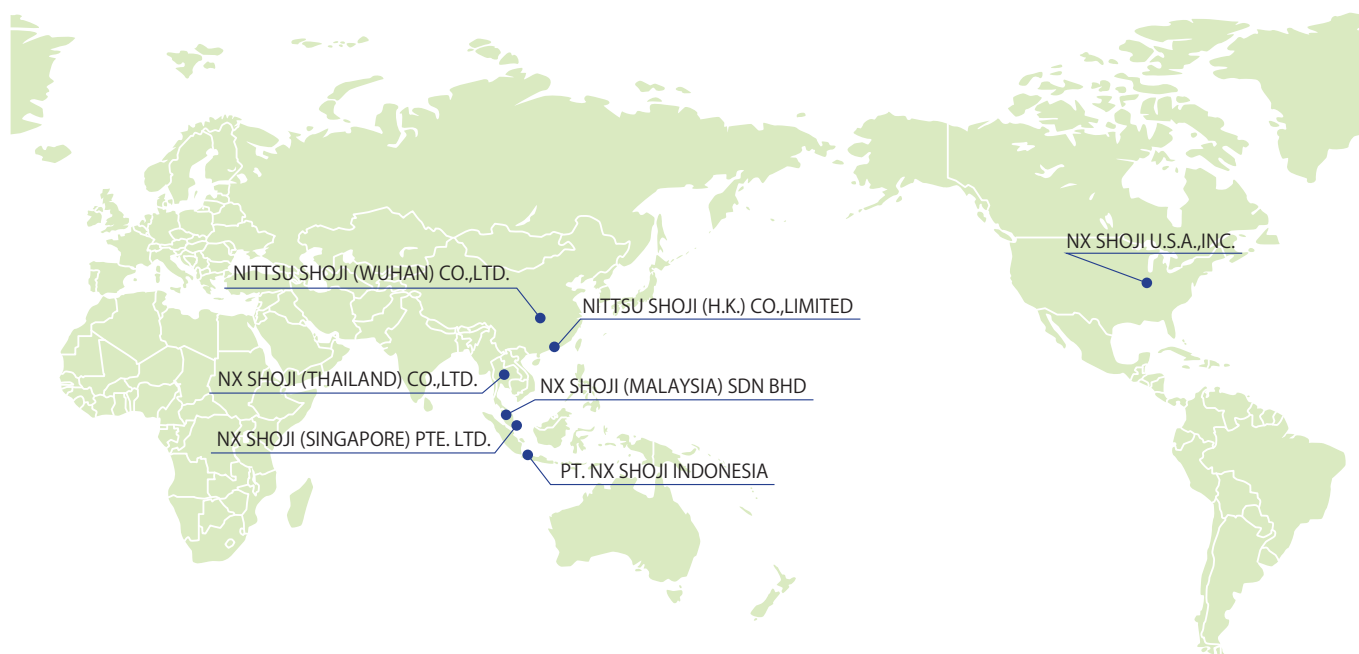 NX SHOJI U.S.A.,INC.
NITTSU SHOJI (WUHAN) CO.,LTD.
NITTSU SHOJI (H.K.) CO.,LIMITED
NX SHOJI (THAILAND) CO.,LTD.
NX SHOJI (MALAYSIA) SDN BHD
NX SHOJI (SINGAPORE) PTE. LTD.
PT. NX SHOJI INDONESIA